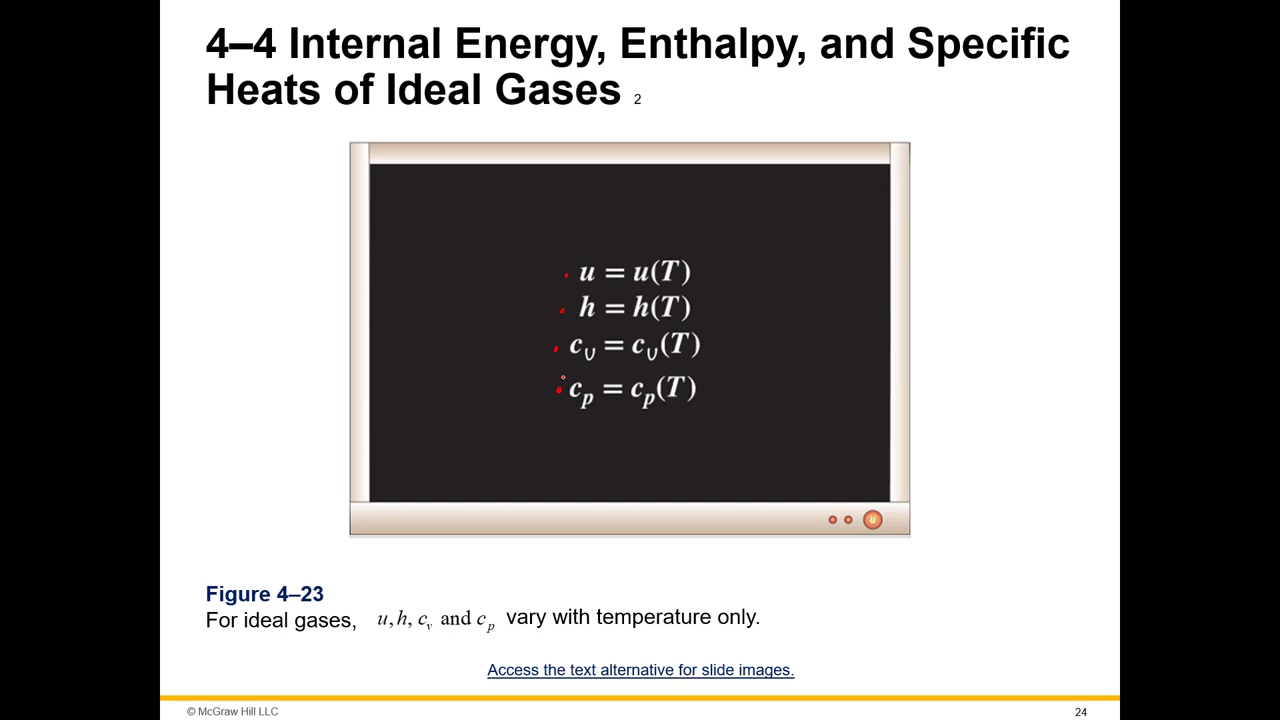 4–4 Internal Energy, Enthalpy, and Specific
Heats of Ideal Gases 2
u = u(T)
h = h(T)
cᵤ = cᵤ(T)
cₚ = cₚ(T)
Figure 4–23
For ideal gases, u, h, cᵥ and cₚ vary with temperature only.
Access the text alternative for slide images.
© McGraw Hill LLC
24